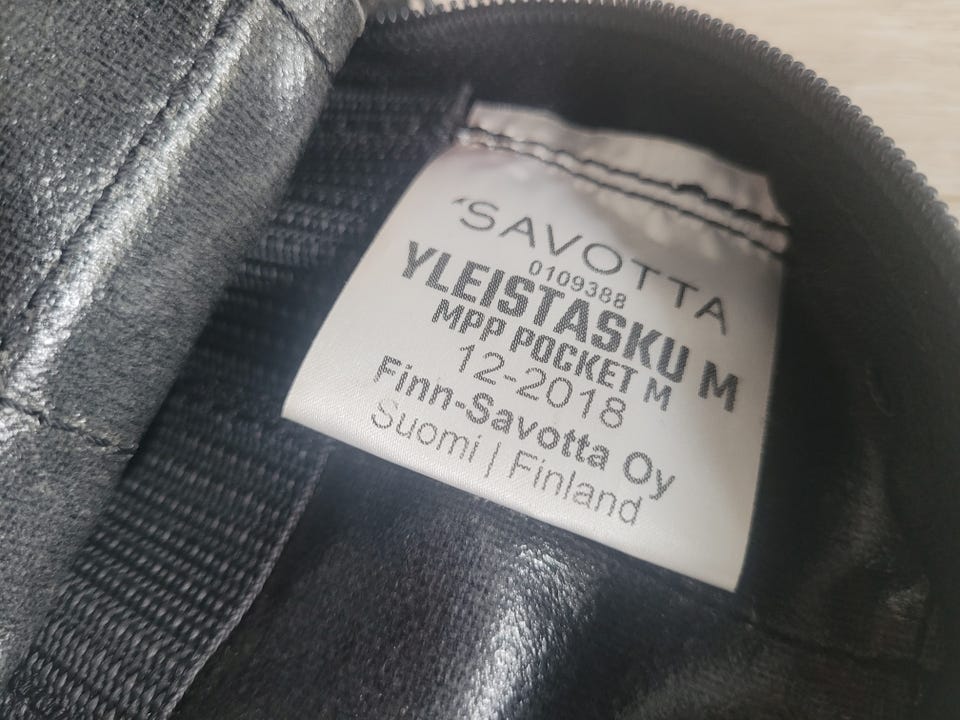 SAVOTTA
0109388
YLEISTASKU M
MPP POCKET M
12-2018
Finn-Savotta Oy
Suomi | Finland